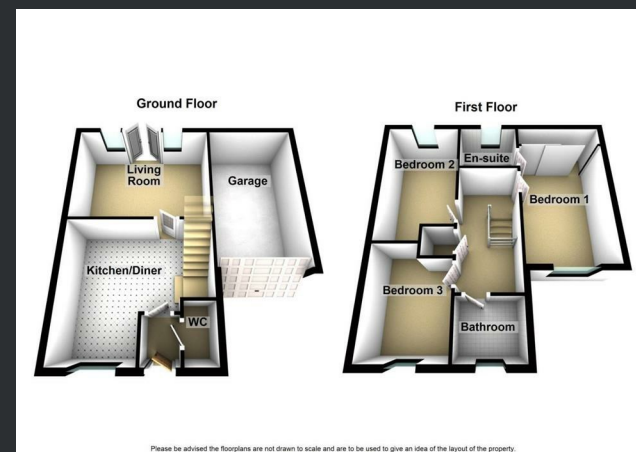 Ground Floor
Living
Room
Garage
Kitchen/Diner
WC
First Floor
Bedroom 2
En-suite
Bedroom 1
Bedroom 3
Bathroom
Please be advised the floorplans are not drawn to scale and are to be used to give an idea of the layout of the property.